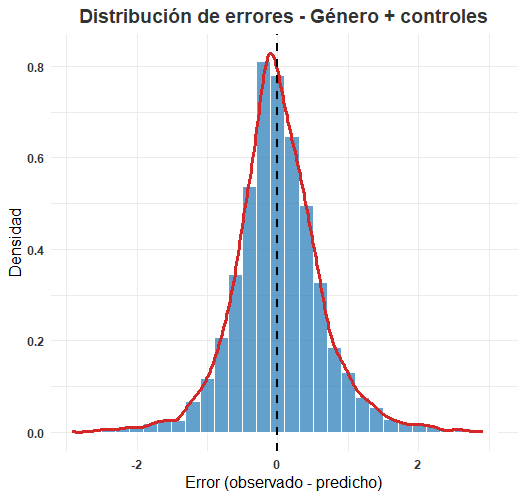 Distribución de errores - Género + controles
Densidad
0.8
0.6
0.4
0.2
0.0
-2
0
2
Error (observado - predicho)